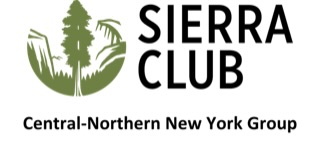 SIERRA
CLUB
Central-Northern New York Group